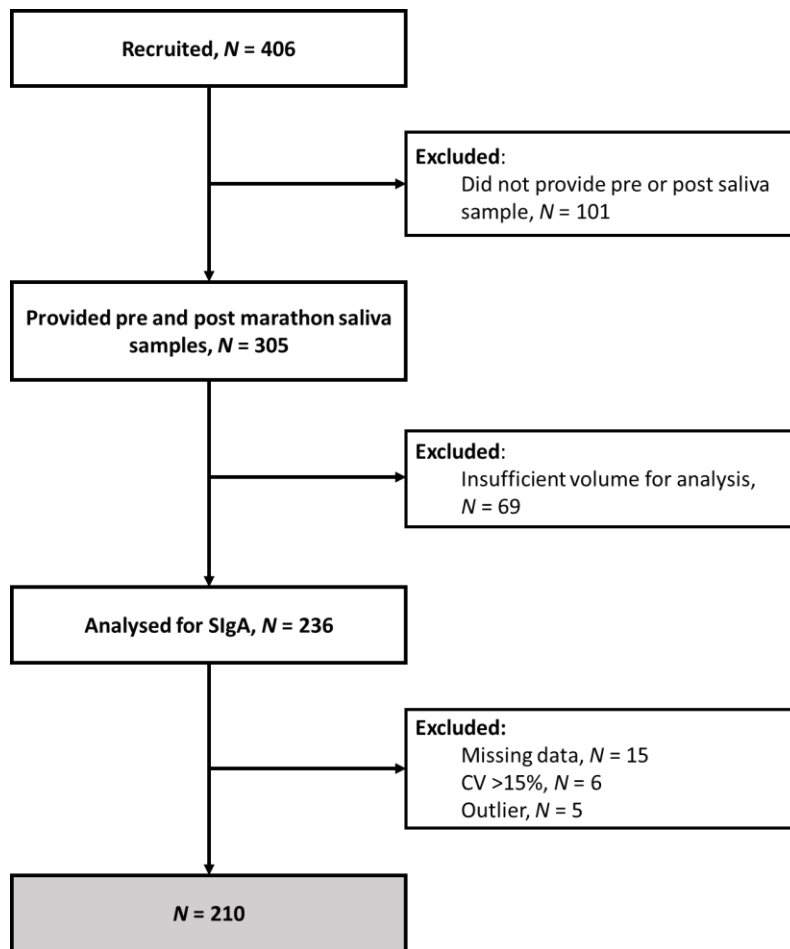 Recruited, N = 406
Excluded:
Did not provide pre or post saliva
sample, N = 101
Provided pre and post marathon saliva
samples, N = 305
Excluded:
Insufficient volume for analysis,
N = 69
Analysed for SIgA, N = 236
Excluded:
Missing data, N = 15
CV >15%, N = 6
Outlier, N = 5
N = 210